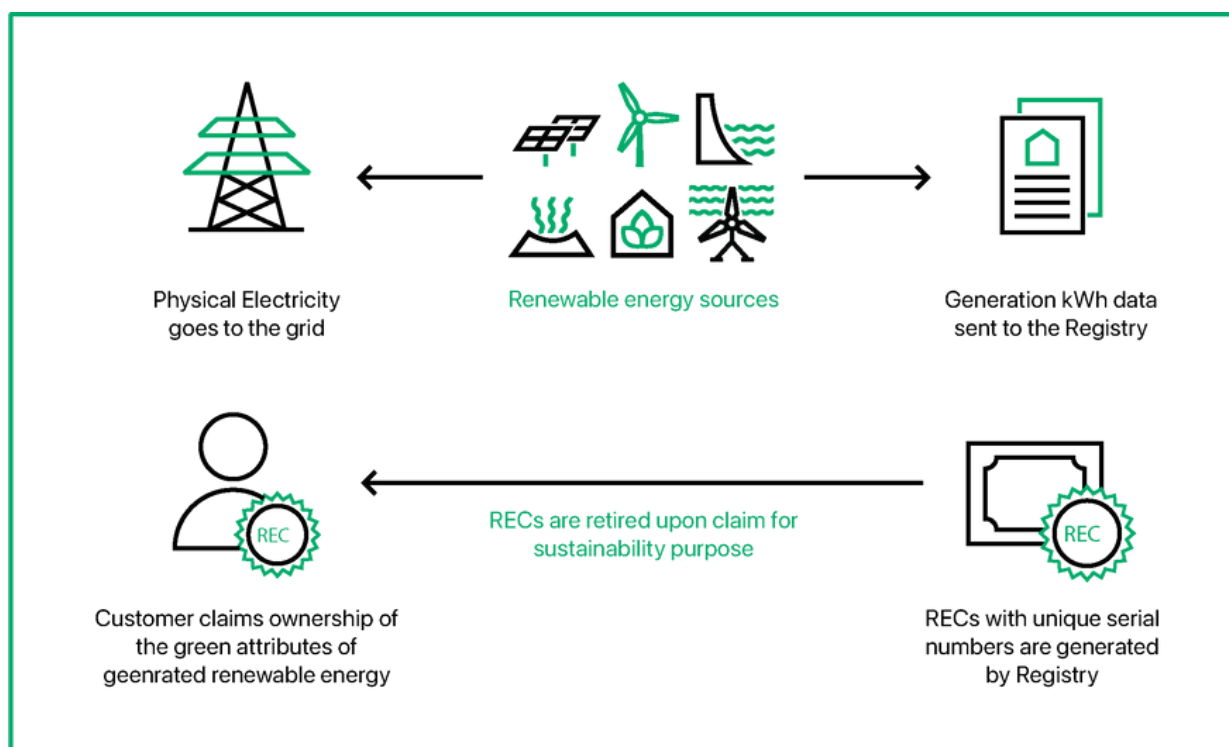 Physical Electricity
goes to the grid
Renewable energy sources
Generation kWh data
sent to the Registry
REC
RECs are retired upon claim for
sustainability purpose
REC
Customer claims ownership of
the green attributes of
geenrated renewable energy
RECs with unique serial
numbers are generated
by Registry